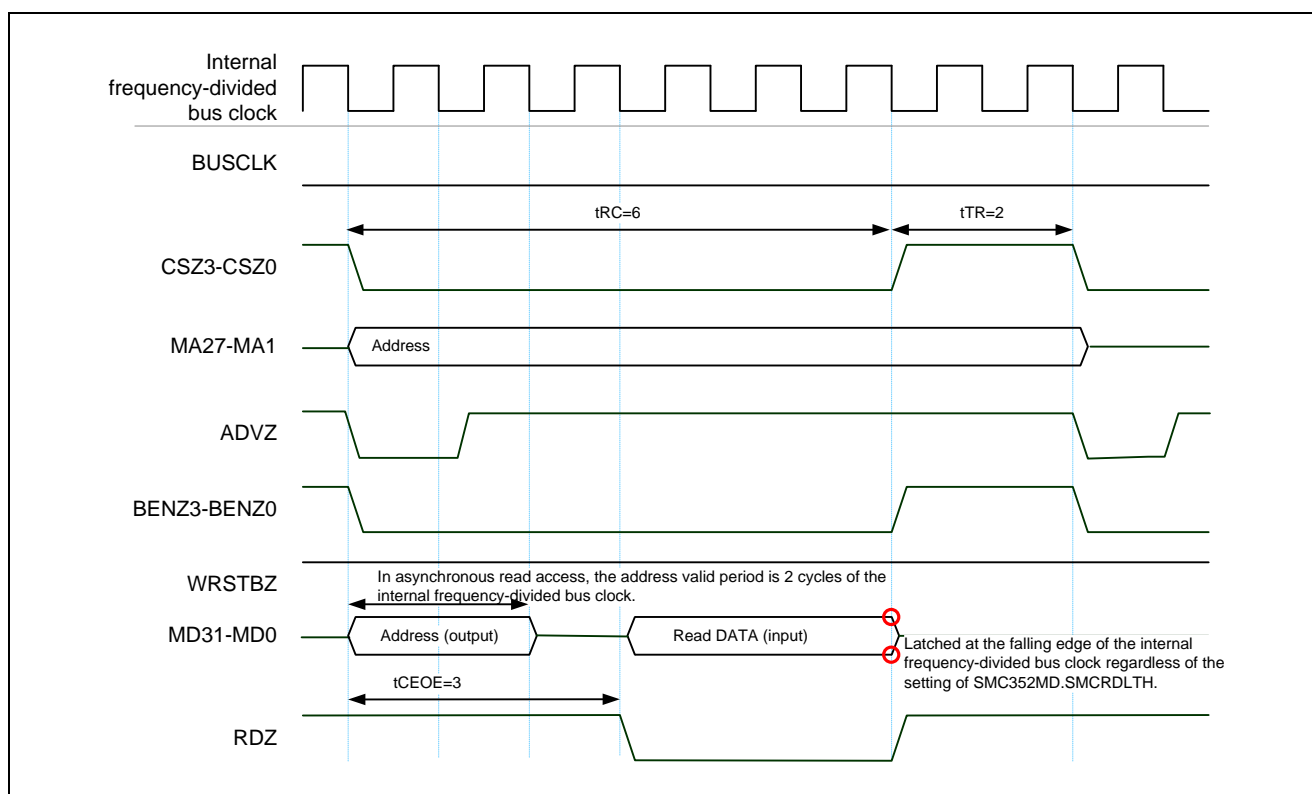 Internal
frequency-divided
bus clock
BUSCLK
tRC=6
tTR=2
CSZ3-CSZ0
MA27-MA1
Address
ADVZ
BENZ3-BENZ0
WRSTBZ
In asynchronous read access, the address valid period is 2 cycles of the
internal frequency-divided bus clock.
MD31-MD0
Address (output)
Read DATA (input)
Latched at the falling edge of the internal
frequency-divided bus clock regardless of the
setting of SMC352MD.SMCRDLTH.
tCEOE=3
RDZ